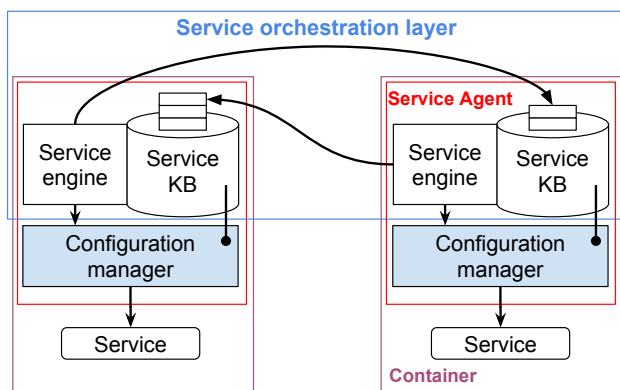 Service orchestration layer
Service
engine
Service
KB
Configuration
manager
Service
Service Agent
Service
engine
Service
KB
Configuration
manager
Service
Container